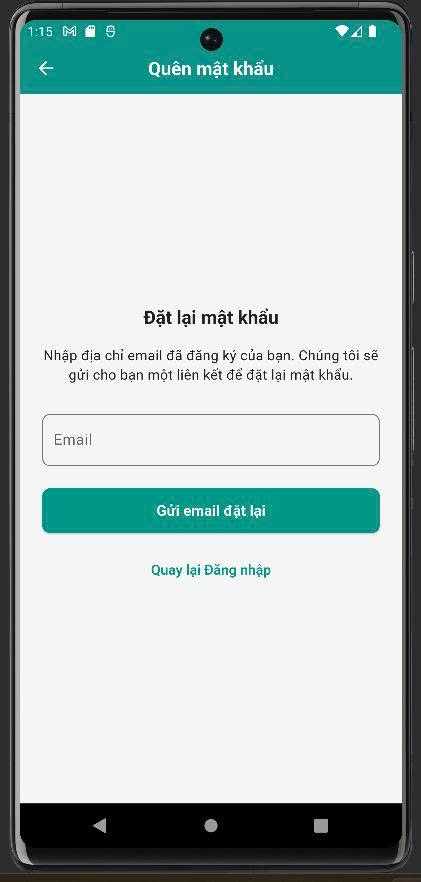 1:15
Quên mật khẩu
Đặt lại mật khẩu
Nhập địa chỉ email đã đăng ký của bạn. Chúng tôi sẽ
gửi cho bạn một liên kết để đặt lại mật khẩu.
Email
Gửi email đặt lại
Quay lại Đăng nhập